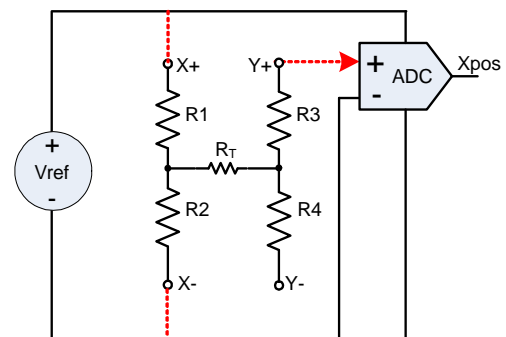 X+
Y+
+
-
ADC
Xpos
R1
R3
RT
+
Vref
-
R2
R4
X-
Y-